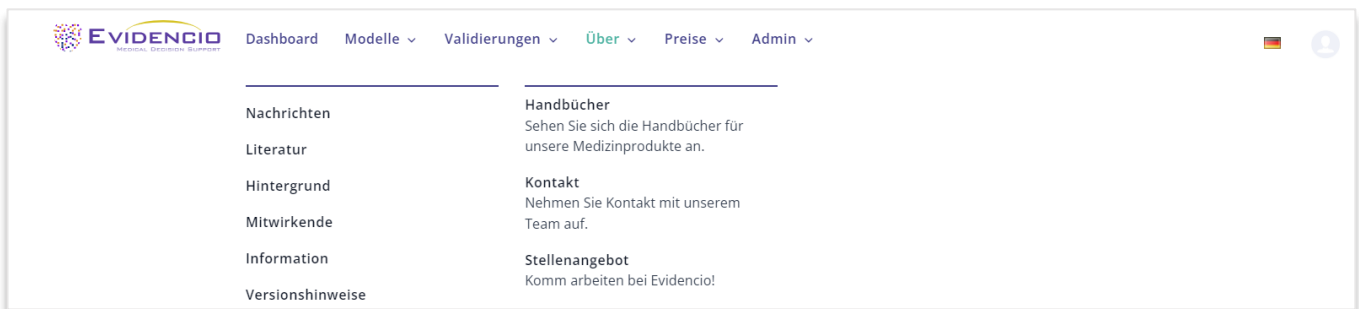 EVIDENCIO
MEDICAL DECISION SUPPORT
Dashboard Modelle Validierungen Über Preise Admin
Nachrichten
Literatur
Hintergrund
Mitwirkende
Information
Versionshinweise
Handbücher
Sehen Sie sich die Handbücher für
unsere Medizinprodukte an.
Kontakt
Nehmen Sie Kontakt mit unserem
Team auf.
Stellenangebot
Komm arbeiten bei Evidencio!